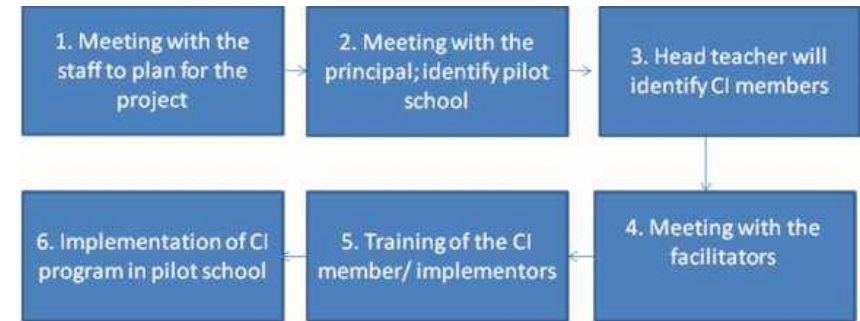 1. Meeting with the
staff to plan for the
project
2. Meeting with the
principal; identify pilot
school
3. Head teacher will
identify CI members
4. Meeting with the
facilitators
5. Training of the CI
member/ implementors
6. Implementation of CI
program in pilot school